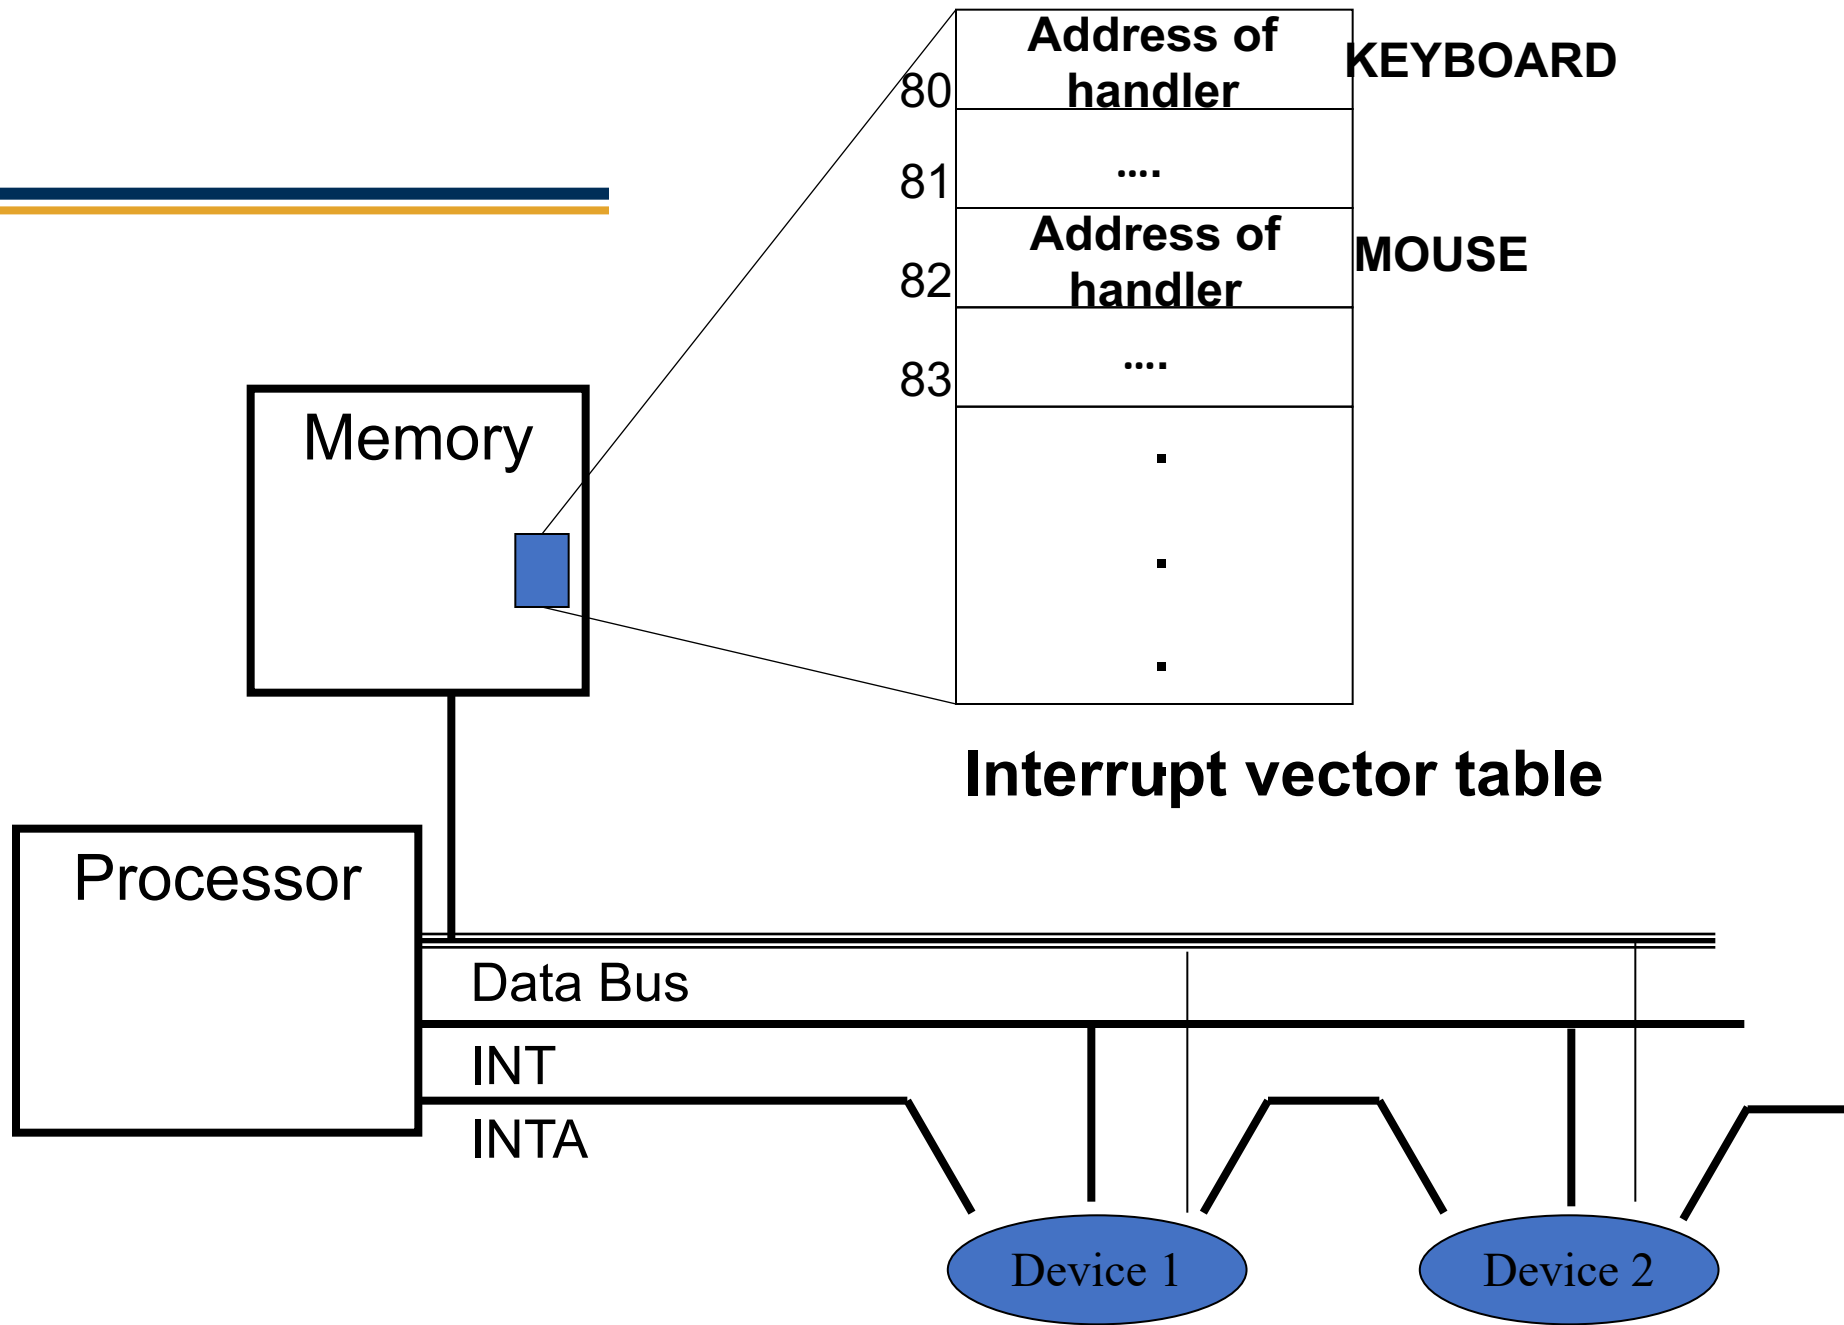 Address of
handler
KEYBOARD
80
81
....
Address of
handler
MOUSE
82
83
....
.
.
.
Memory
Interrupt vector table
Processor
Data Bus
INT
INTA
Device 1
Device 2